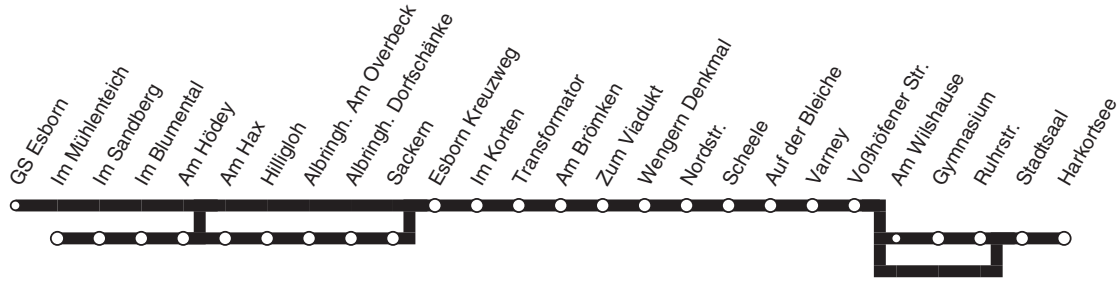 GS Esborn
Im Mühlenteich
Im Sandberg
Im Blumental
Am Hödey
Am Hax
Hilligloh
Albringh. Am Overbeck
Albringh. Dorfschänke
Sackern
Esborn Kreuzweg
Im Korten
Transformator
Am Brömken
Zum Viadukt
Wengern Denkmal
Nordstr.
Scheele
Auf der Bleiche
Varney
Voßhöfener Str.
Am Wilshause
Gymnasium
Ruhrstr.
Stadtsaal
Harkortsee